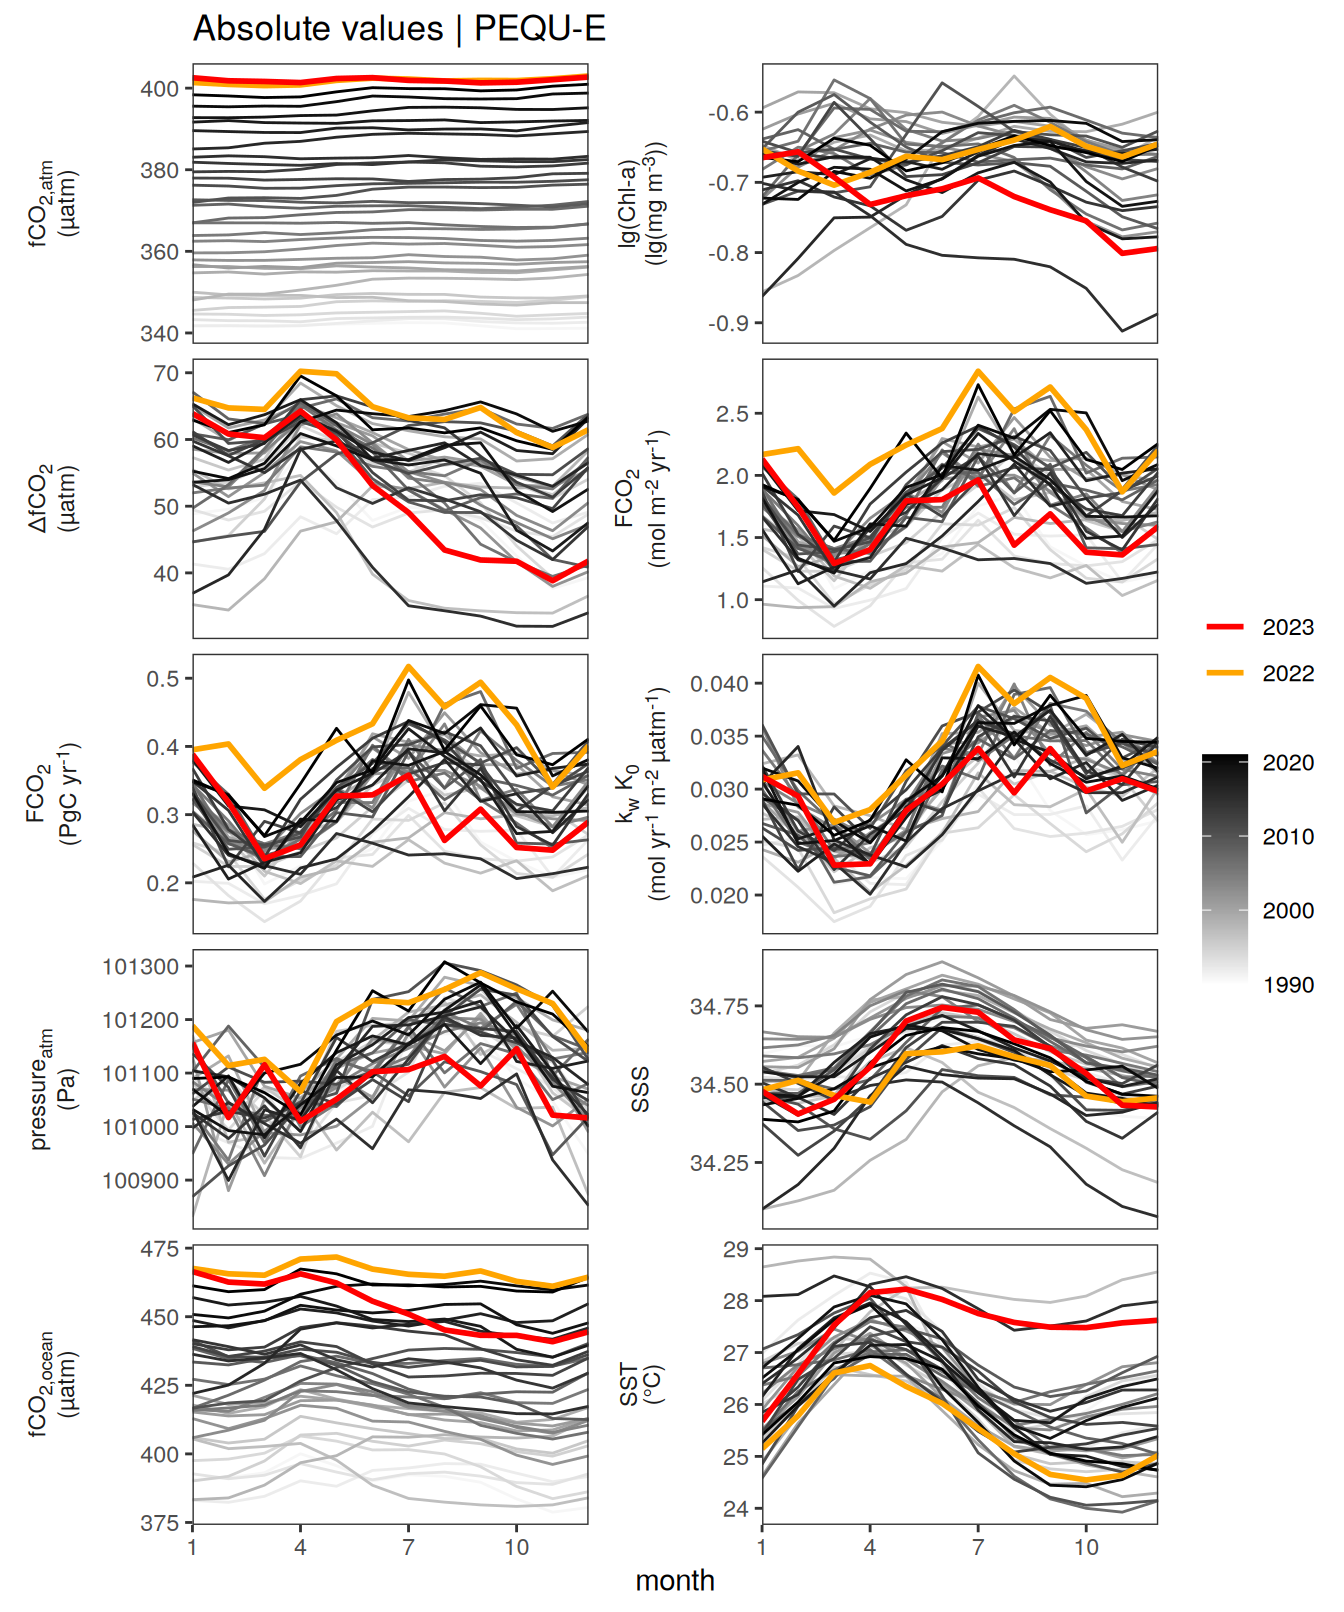 Absolute values | PEQU-E
fCO2,atm
(µatm)
400
380
360
340
lg(Chl-a)
(lg(mg m-3))
-0.6
-0.7
-0.8
-0.9
ΔfCO2
(µatm)
70
60
50
40
FCO2
(mol m-2 yr-1)
2.5
2.0
1.5
1.0
FCO2
(PgC yr-1)
0.5
0.4
0.3
0.2
kw K0
(mol yr-1 m-2 µatm-1)
0.040
0.035
0.030
0.025
0.020
pressureatm
(Pa)
101300
101200
101100
101000
100900
SSS
34.75
34.50
34.25
fCO2,ocean
(µatm)
475
450
425
400
375
1 4 7 10
SST
(°C)
29
28
27
26
25
24
1 4 7 10
month
2023
2022
2020
2010
2000
1990